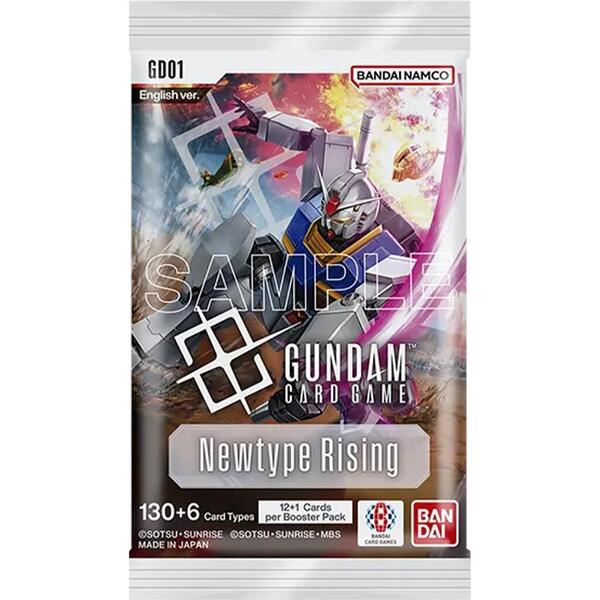 GD01
BANDAI NAMCO
English ver.
SAMPLE
GUNDAM™
CARD GAME
Newtype Rising
130+6 Card Types
12+1 Cards
per Booster Pack
BANDAI
CARD GAMES
BAN
DAI
©SOTSU・SUNRISE ©SOTSU・SUNRISE・MBS
MADE IN JAPAN